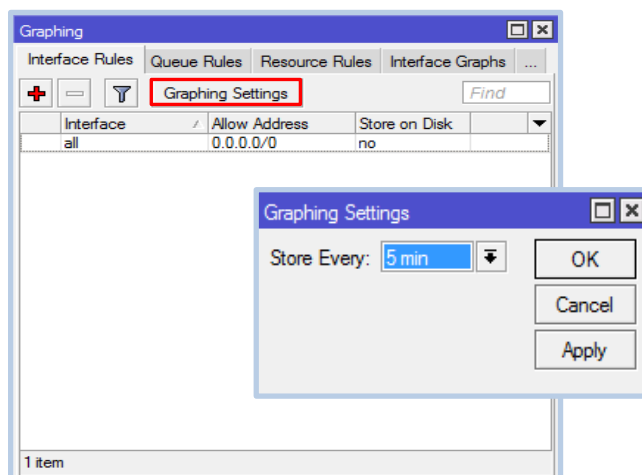 Graphing
Interface Rules Queue Rules Resource Rules Interface Graphs ...
Graphing Settings Find
Interface Allow Address Store on Disk
all 0.0.0.0/0 no
Graphing Settings
Store Every: 5 min OK
Cancel
Apply
1 item